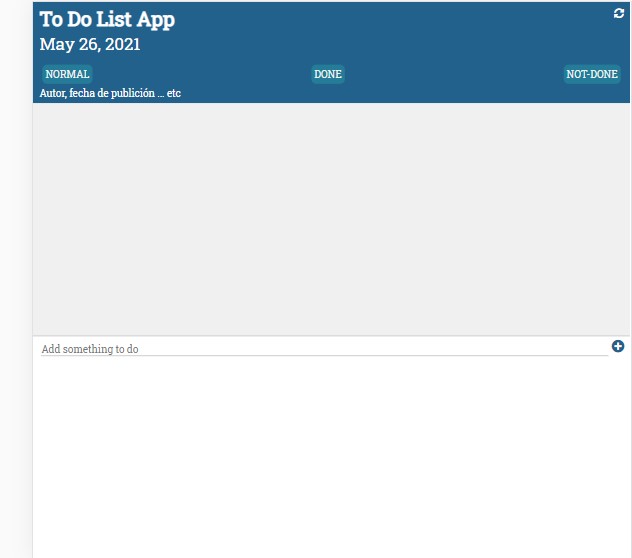 To Do List App
May 26, 2021
NORMAL DONE NOT-DONE
Autor, fecha de publición ... etc
Add something to do